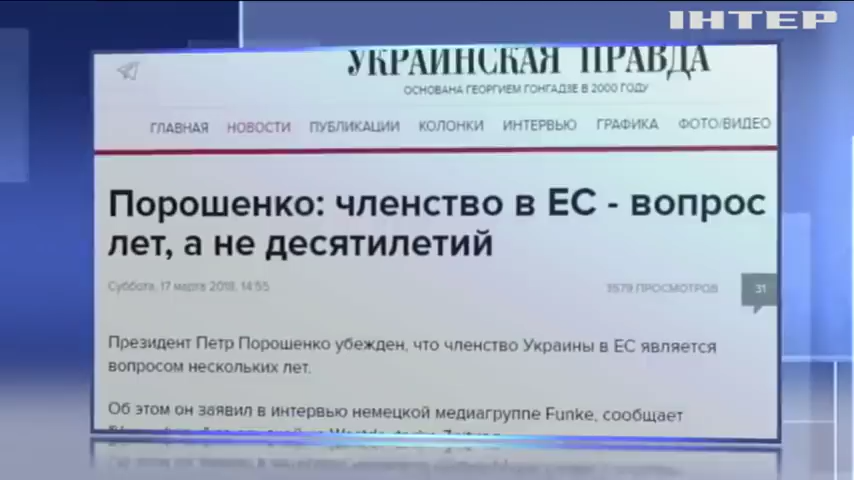 ІНТЕР
УКРАИНСКАЯ ПРАВДА
ОСНОВАНА ГЕОРГИЕМ ГОНГАДЗЕ В 2000 ГОДУ
ГЛАВНАЯ НОВОСТИ ПУБЛИКАЦИИ КОЛОНКИ ИНТЕРВЬЮ ГРАФИКА ФОТО/ВИДЕО
Порошенко: членство в ЕС - вопрос
лет, а не десятилетий
Суббота, 17 марта 2018, 14:55 3579 ПРОСМОТРОВ 31
Президент Петр Порошенко убежден, что членство Украины в ЕС является
вопросом нескольких лет.
Об этом он заявил в интервью немецкой медиагруппе Funke, сообщает